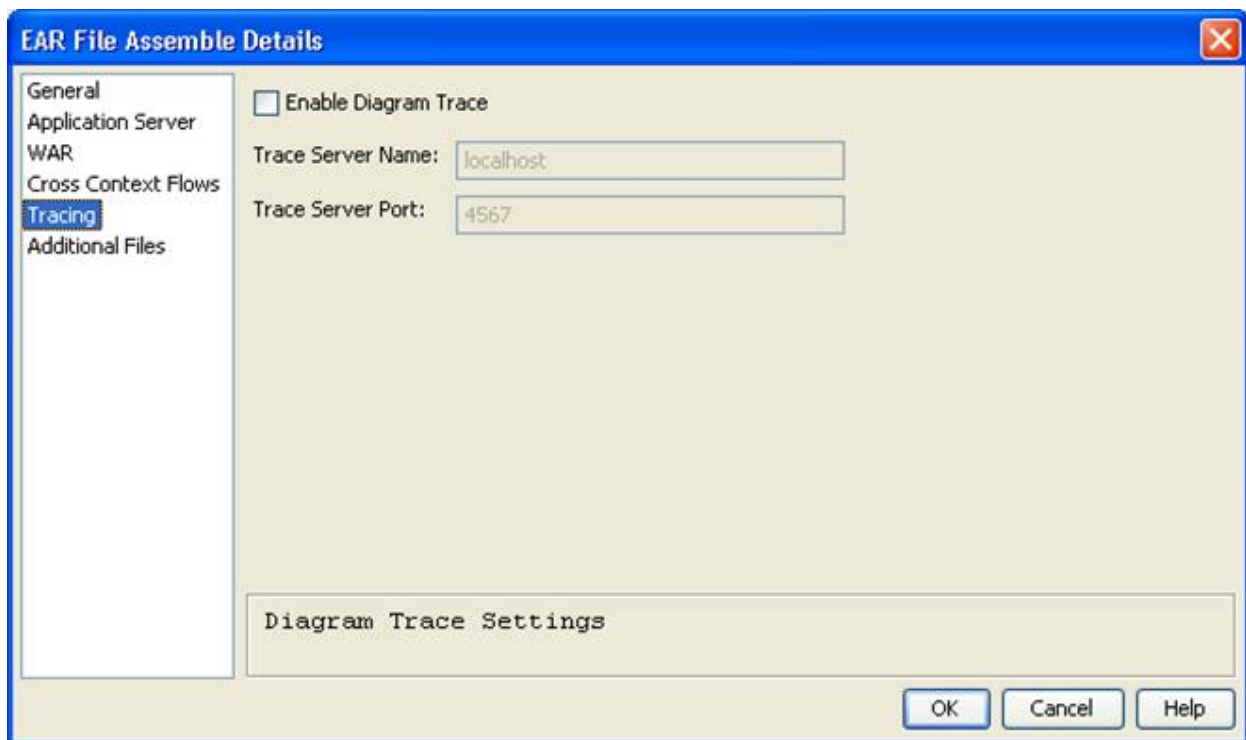 EAR File Assemble Details
General
Application Server
WAR
Cross Context Flows
Tracing
Additional Files
Enable Diagram Trace
Trace Server Name: localhost
Trace Server Port: 4567
Diagram Trace Settings
OK Cancel Help